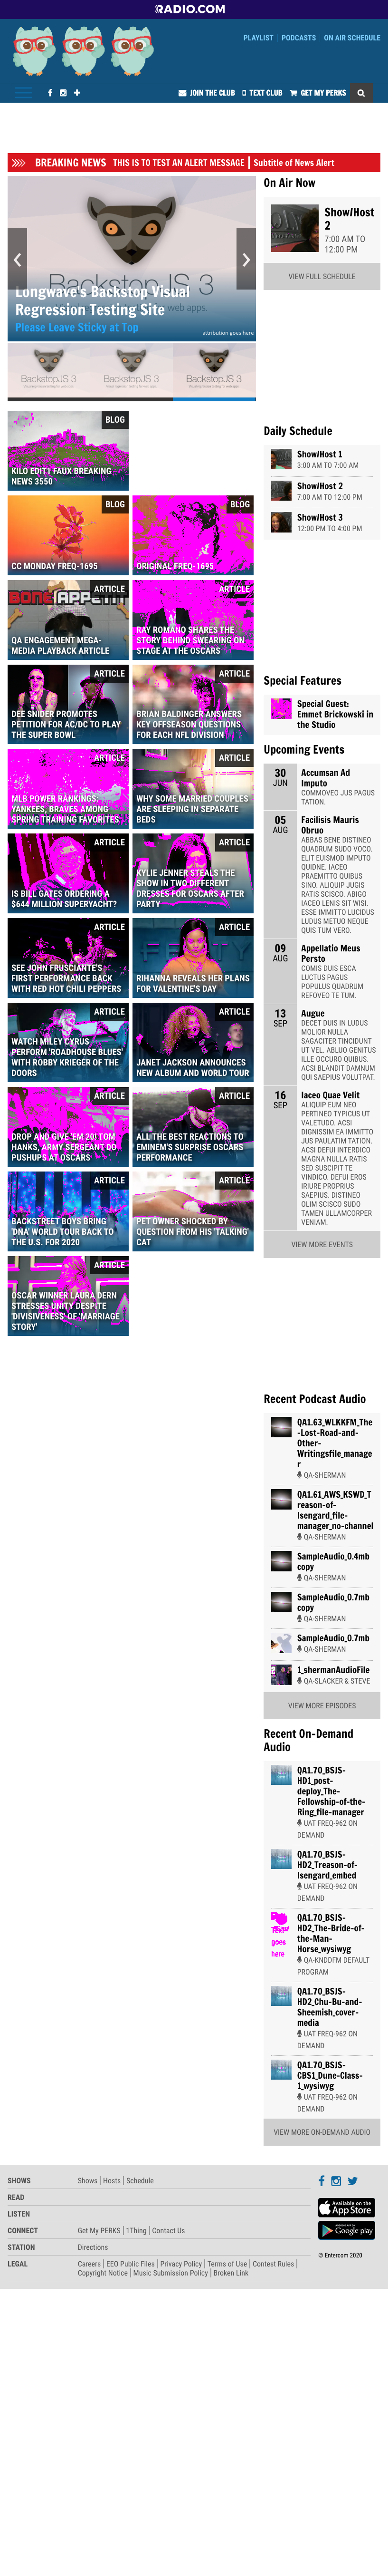 RADIO.COM
PLAYLIST PODCASTS ON AIR SCHEDULE
JOIN THE CLUB TEXT CLUB GET MY PERKS
BREAKING NEWS THIS IS TO TEST AN ALERT MESSAGE | Subtitle of News Alert
BackstopJS 3
Longwave's Backstop Visual
Regression Testing Site
web apps.
Please Leave Sticky at Top
attribution goes here
BackstopJS 3 BackstopJS 3 BackstopJS 3
BLOG
KILO EDIT1 FAUX BREAKING
NEWS 3550
BLOG
CC MONDAY FREQ-1695
BLOG
ORIGINAL FREQ-1695
ARTICLE
BONE APPETIT
QA ENGAGEMENT MEGA-
MEDIA PLAYBACK ARTICLE
ARTICLE
RAY ROMANO SHARES THE
STORY BEHIND SWEARING ON
STAGE AT THE OSCARS
ARTICLE
DEE SNIDER PROMOTES
PETITION FOR AC/DC TO PLAY
THE SUPER BOWL
ARTICLE
BRIAN BALDINGER ANSWERS
KEY OFFSEASON QUESTIONS
FOR EACH NFL DIVISION
ARTICLE
MLB POWER RANKINGS:
YANKEES, BRAVES AMONG
SPRING TRAINING FAVORITES
ARTICLE
WHY SOME MARRIED COUPLES
ARE SLEEPING IN SEPARATE
BEDS
ARTICLE
IS BILL GATES ORDERING A
$644 MILLION SUPERYACHT?
ARTICLE
KYLIE JENNER STEALS THE
SHOW IN TWO DIFFERENT
DRESSES FOR OSCARS AFTER
PARTY
ARTICLE
SEE JOHN FRUSCIANTE'S
FIRST PERFORMANCE BACK
WITH RED HOT CHILI PEPPERS
ARTICLE
RIHANNA REVEALS HER PLANS
FOR VALENTINE'S DAY
ARTICLE
WATCH MILEY CYRUS
PERFORM 'ROADHOUSE BLUES'
WITH ROBBY KRIEGER OF THE
DOORS
ARTICLE
JANET JACKSON ANNOUNCES
NEW ALBUM AND WORLD TOUR
ARTICLE
DROP AND GIVE 'EM 20! TOM
HANKS, ARMY SERGEANT DO
PUSHUPS AT OSCARS
ARTICLE
ALL THE BEST REACTIONS TO
EMINEM'S SURPRISE OSCARS
PERFORMANCE
ARTICLE
BACKSTREET BOYS BRING
'DNA' WORLD TOUR BACK TO
THE U.S. FOR 2020
ARTICLE
PET OWNER SHOCKED BY
QUESTION FROM HIS 'TALKING'
CAT
ARTICLE
OSCAR WINNER LAURA DERN
STRESSES UNITY DESPITE
'DIVISIVENESS' OF 'MARRIAGE
STORY'
On Air Now
Show/Host
2
7:00 AM TO
12:00 PM
VIEW FULL SCHEDULE
Daily Schedule
Show/Host 1
3:00 AM TO 7:00 AM
Show/Host 2
7:00 AM TO 12:00 PM
Show/Host 3
12:00 PM TO 4:00 PM
Special Features
Special Guest:
Emmet Brickowski in
the Studio
Upcoming Events
30
JUN
Accumsan Ad
Imputo
COMMOVEO JUS PAGUS
TATION.
05
AUG
Facilisis Mauris
Obruo
ABBAS BENE DISTINEO
QUADRUM SUDO VOCO.
ELIT EUISMOD IMPUTO
QUIDNE. IACEO
PRAEMITTO QUIBUS
SINO. ALIQUIP JUGIS
RATIS SCISCO. ABIGO
IACEO LENIS SIT WISI.
ESSE IMMITTO LUCIDUS
LUDUS METUO NEQUE
QUIS TUM VERO.
09
AUG
Appellatio Meus
Persto
COMIS DUIS ESCA
LUCTUS PAGUS
POPULUS QUADRUM
REFOVEO TE TUM.
13
SEP
Augue
DECET DUIS IN LUDUS
MOLIOR NULLA
SAGACITER TINCIDUNT
UT VEL. ABLUO GENITUS
ILLE OCCURO QUIBUS.
ACSI BLANDIT DAMNUM
QUI SAEPIUS VOLUTPAT.
16
SEP
Iaceo Quae Velit
ALIQUIP EUM NEO
PERTINEO TYPICUS UT
VALETUDO. ACSI
DIGNISSIM EA IMMITTO
JUS PAULATIM TATION.
ACSI DEFUI INTERDICO
MAGNA NULLA RATIS
SED SUSCIPIT TE
VINDICO. DEFUI EROS
IRIURE PROPRIUS
SAEPIUS. DISTINEO
OLIM SCISCO SUDO
TAMEN ULLAMCORPER
VENIAM.
VIEW MORE EVENTS
Recent Podcast Audio
QA1.63_WLKKFM_The
-Lost-Road-and-
Other-
Writingsfile_manage
r
QA-SHERMAN
QA1.61_AWS_KSWD_T
reason-of-
Isengard_file-
manager_no-channel
QA-SHERMAN
SampleAudio_0.4mb
copy
QA-SHERMAN
SampleAudio_0.7mb
copy
QA-SHERMAN
SampleAudio_0.7mb
QA-SHERMAN
1_shermanAudioFile
QA-SLACKER & STEVE
VIEW MORE EPISODES
Recent On-Demand
Audio
QA1.70_BSJS-
HD1_post-
deploy_The-
Fellowship-of-the-
Ring_file-manager
UAT FREQ-962 ON
DEMAND
QA1.70_BSJS-
HD2_Treason-of-
Isengard_embed
UAT FREQ-962 ON
DEMAND
goes
here
QA1.70_BSJS-
HD2_The-Bride-of-
the-Man-
Horse_wysiwyg
QA-KNDDFM DEFAULT
PROGRAM
QA1.70_BSJS-
HD2_Chu-Bu-and-
Sheemish_cover-
media
UAT FREQ-962 ON
DEMAND
QA1.70_BSJS-
CBS1_Dune-Class-
1_wysiwyg
UAT FREQ-962 ON
DEMAND
VIEW MORE ON-DEMAND AUDIO
SHOWS Shows | Hosts | Schedule
READ
LISTEN
CONNECT Get My PERKS | 1Thing | Contact Us
STATION Directions
LEGAL Careers | EEO Public Files | Privacy Policy | Terms of Use | Contest Rules |
Copyright Notice | Music Submission Policy | Broken Link
Available on the
App Store
Google play
© Entercom 2020